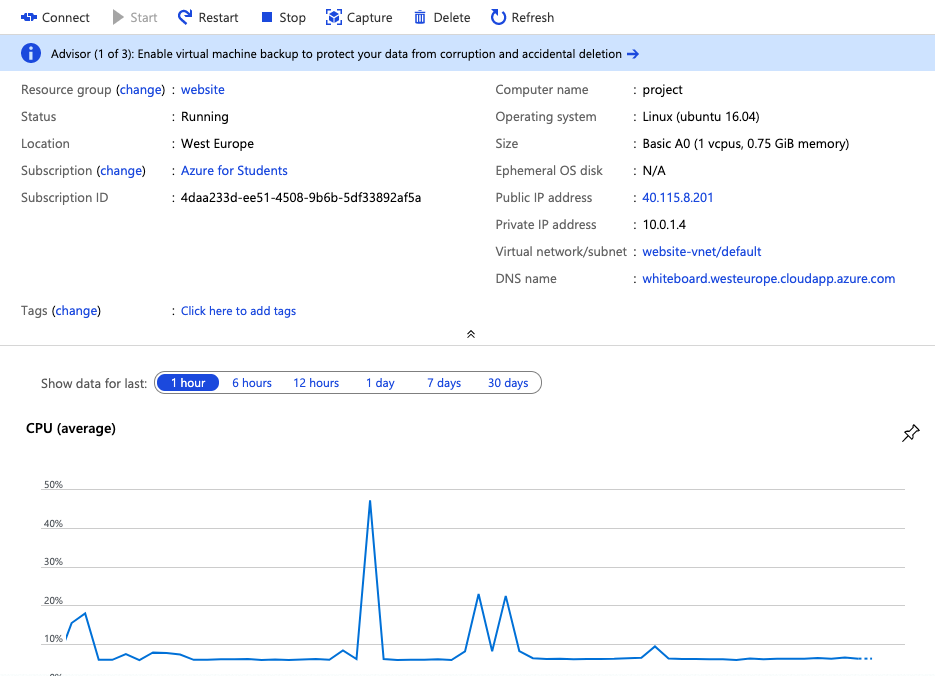 Connect Start Restart Stop Capture Delete Refresh
Advisor (1 of 3): Enable virtual machine backup to protect your data from corruption and accidental deletion →
Resource group (change) : website
Status : Running
Location : West Europe
Subscription (change) : Azure for Students
Subscription ID : 4daa233d-ee51-4508-9b6b-5df33892af5a
Computer name : project
Operating system : Linux (ubuntu 16.04)
Size : Basic A0 (1 vcpus, 0.75 GiB memory)
Ephemeral OS disk : N/A
Public IP address : 40.115.8.201
Private IP address : 10.0.1.4
Virtual network/subnet : website-vnet/default
DNS name : whiteboard.westeurope.cloudapp.azure.com
Tags (change) : Click here to add tags
Show data for last: 1 hour 6 hours 12 hours 1 day 7 days 30 days
CPU (average)
50%
40%
30%
20%
10%